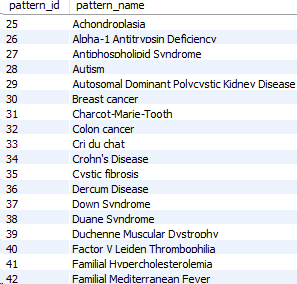 pattern_id pattern_name
25 Achondroplasia
26 Alpha-1 Antitrypsin Deficiency
27 Antiphospholipid Syndrome
28 Autism
29 Autosomal Dominant Polycystic Kidney Disease
30 Breast cancer
31 Charcot-Marie-Tooth
32 Colon cancer
33 Cri du chat
34 Crohn's Disease
35 Cystic fibrosis
36 Dercum Disease
37 Down Syndrome
38 Duane Syndrome
39 Duchenne Muscular Dystrophy
40 Factor V Leiden Thrombophilia
41 Familial Hypercholesterolemia
42 Familial Mediterranean Fever